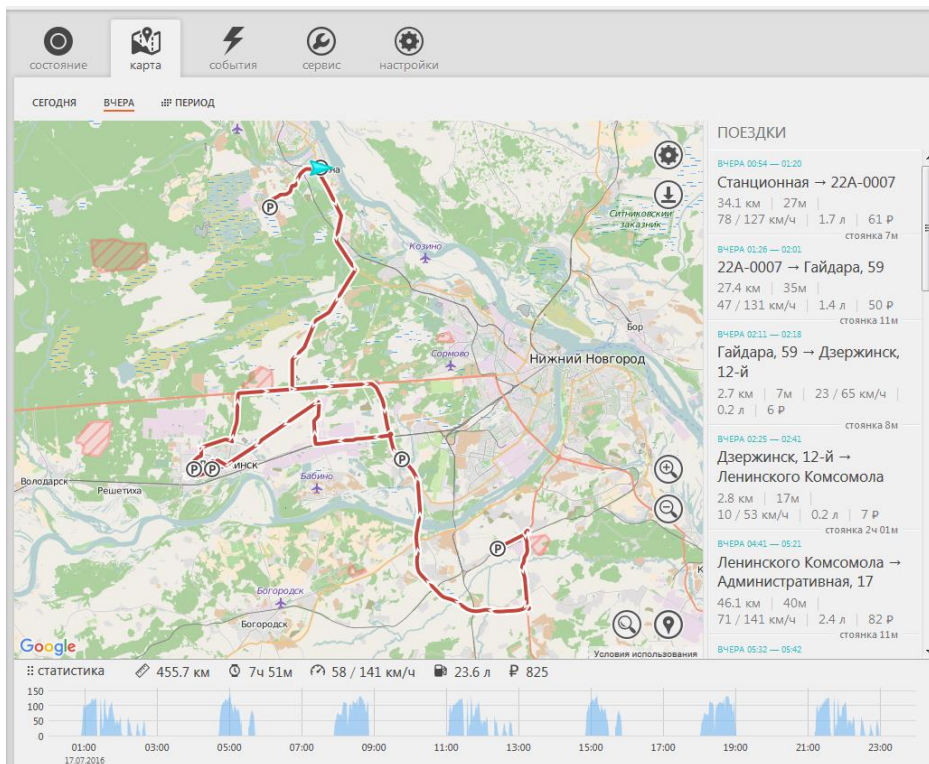 состояние
карта
события
сервис
настройки
СЕГОДНЯ
ВЧЕРА
ПЕРИОД
Ситниковский
заказник
Козино
Бор
Сормово
Нижний Новгород
Володарск
Решетиха
инск
Бабино
Богородск
Богородск
Google
Условия использования
P
P
P
P
P
ПОЕЗДКИ
ВЧЕРА 00:54 — 01:20
Станционная → 22А-0007
34.1 км | 27м |
78 / 127 км/ч | 1.7 л | 61 ₽
стоянка 7м
ВЧЕРА 01:26 — 02:01
22А-0007 → Гайдара, 59
27.4 км | 35м |
47 / 131 км/ч | 1.4 л | 50 ₽
стоянка 11м
ВЧЕРА 02:11 — 02:18
Гайдара, 59 → Дзержинск,
12-й
2.7 км | 7м | 23 / 65 км/ч |
0.2 л | 6 ₽
стоянка 8м
ВЧЕРА 02:25 — 02:41
Дзержинск, 12-й →
Ленинского Комсомола
2.8 км | 17м |
10 / 53 км/ч | 0.2 л | 7 ₽
стоянка 2ч 01м
ВЧЕРА 04:41 — 05:21
Ленинского Комсомола →
Административная, 17
46.1 км | 40м |
71 / 141 км/ч | 2.4 л | 82 ₽
стоянка 11м
ВЧЕРА 05:32 — 05:42
статистика 455.7 км 7ч 51м 58 / 141 км/ч 23.6 л ₽ 825
150
100
50
0
01:00 03:00 05:00 07:00 09:00 11:00 13:00 15:00 17:00 19:00 21:00 23:00
17.07.2016